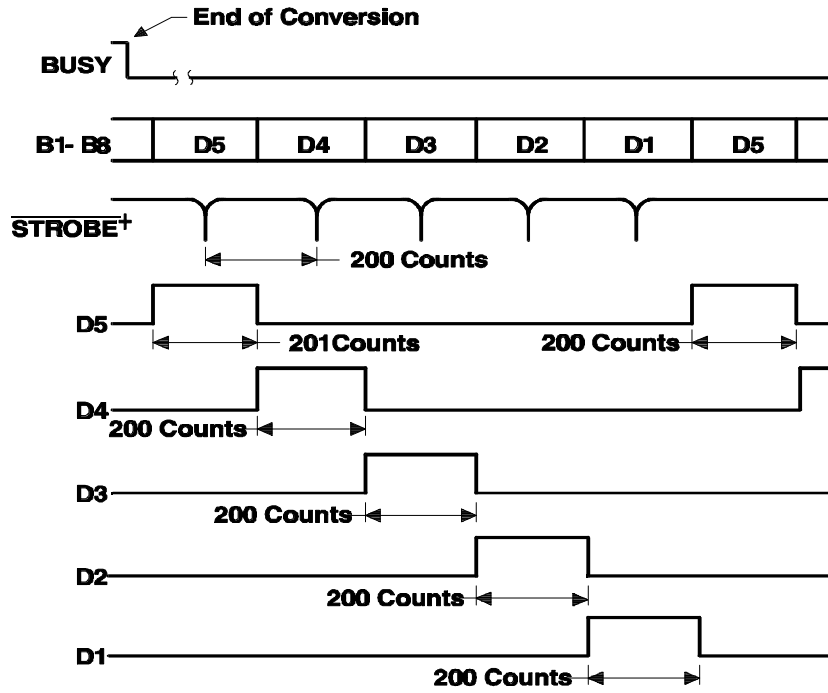 End of Conversion
BUSY
B1- B8 D5 D4 D3 D2 D1 D5
STROBE+
200 Counts
D5
201Counts 200 Counts
D4
200 Counts
D3
200 Counts
D2
200 Counts
D1
200 Counts